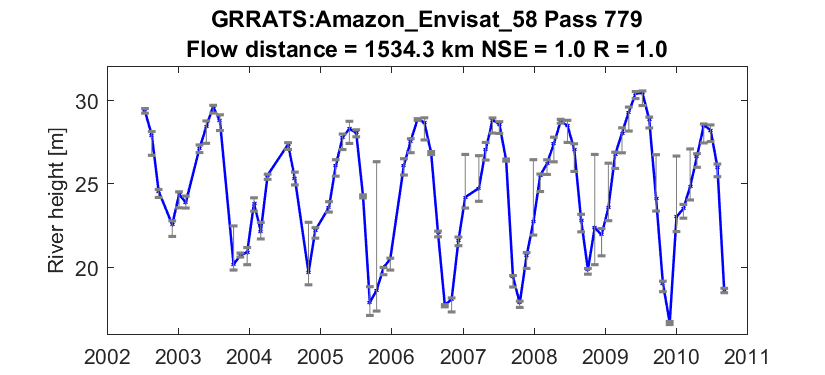 GRRATS:Amazon_Envisat_58 Pass 779
Flow distance = 1534.3 km NSE = 1.0 R = 1.0
River height [m]
30
25
20
2002 2003 2004 2005 2006 2007 2008 2009 2010 2011